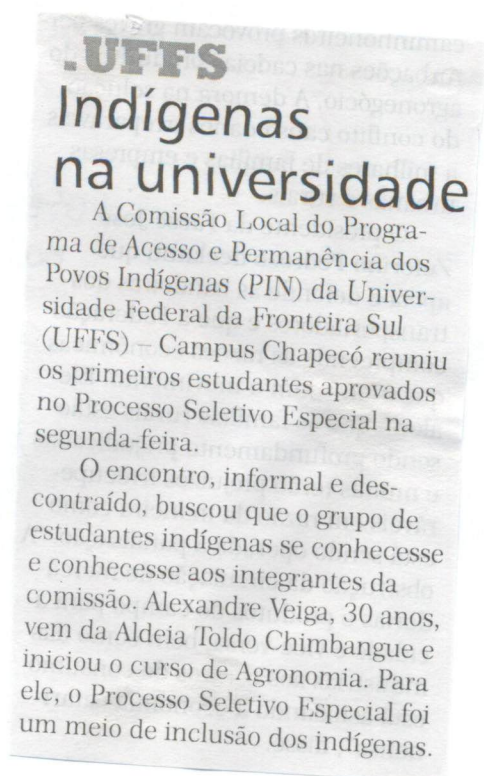 .UFFS
Indígenas
na universidade
A Comissão Local do Progra-
ma de Acesso e Permanência dos
Povos Indígenas (PIN) da Univer-
sidade Federal da Fronteira Sul
(UFFS) – Campus Chapecó reuniu
os primeiros estudantes aprovados
no Processo Seletivo Especial na
segunda-feira.
O encontro, informal e des-
contraído, buscou que o grupo de
estudantes indígenas se conhecesse
e conhecesse aos integrantes da
comissão. Alexandre Veiga, 30 anos,
vem da Aldeia Toldo Chimbangue e
iniciou o curso de Agronomia. Para
ele, o Processo Seletivo Especial foi
um meio de inclusão dos indígenas.